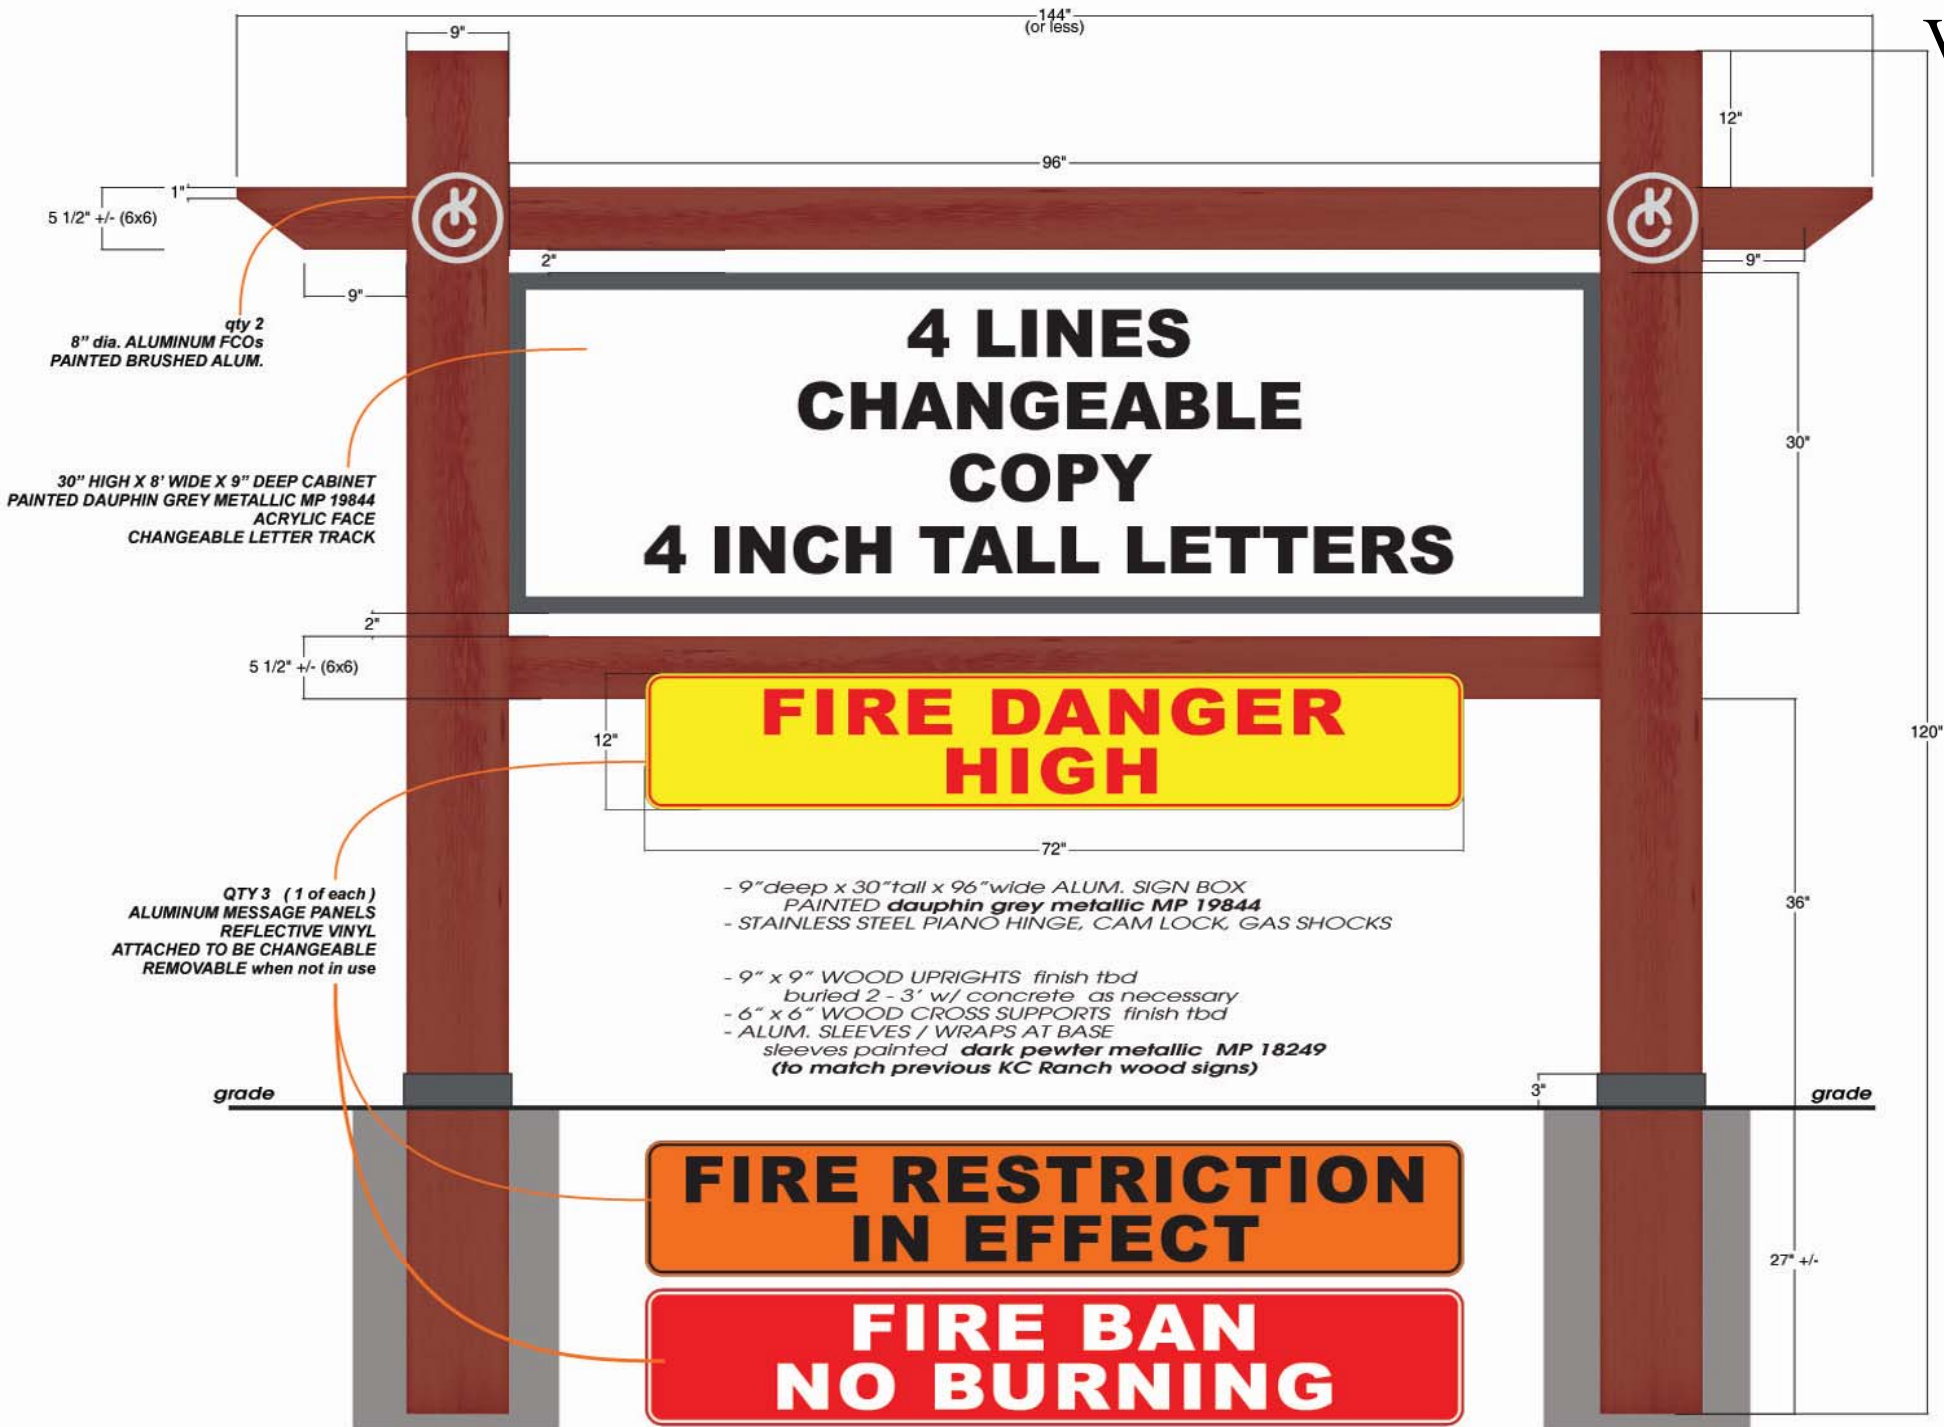 144"
(or less)
V
9"
12"
96"
1"
5 1/2" +/- (6x6)
CK
CK
2"
9"
9"
qty 2
8" dia. ALUMINUM FCOs
PAINTED BRUSHED ALUM.
4 LINES
CHANGEABLE
COPY
4 INCH TALL LETTERS
30"
30" HIGH X 8' WIDE X 9" DEEP CABINET
PAINTED DAUPHIN GREY METALLIC MP 19844
ACRYLIC FACE
CHANGEABLE LETTER TRACK
2"
5 1/2" +/- (6x6)
FIRE DANGER
HIGH
12"
120"
72"
QTY 3 ( 1 of each )
ALUMINUM MESSAGE PANELS
REFLECTIVE VINYL
ATTACHED TO BE CHANGEABLE
REMOVABLE when not in use
- 9"deep x 30"tall x 96"wide ALUM. SIGN BOX
PAINTED dauphin grey metallic MP 19844
- STAINLESS STEEL PIANO HINGE, CAM LOCK, GAS SHOCKS
36"
- 9" x 9" WOOD UPRIGHTS finish tbd
buried 2 - 3' w/ concrete as necessary
- 6" x 6" WOOD CROSS SUPPORTS finish tbd
- ALUM. SLEEVES / WRAPS AT BASE
sleeves painted dark pewter metallic MP 18249
(to match previous KC Ranch wood signs)
3"
grade
grade
FIRE RESTRICTION
IN EFFECT
27" +/-
FIRE BAN
NO BURNING